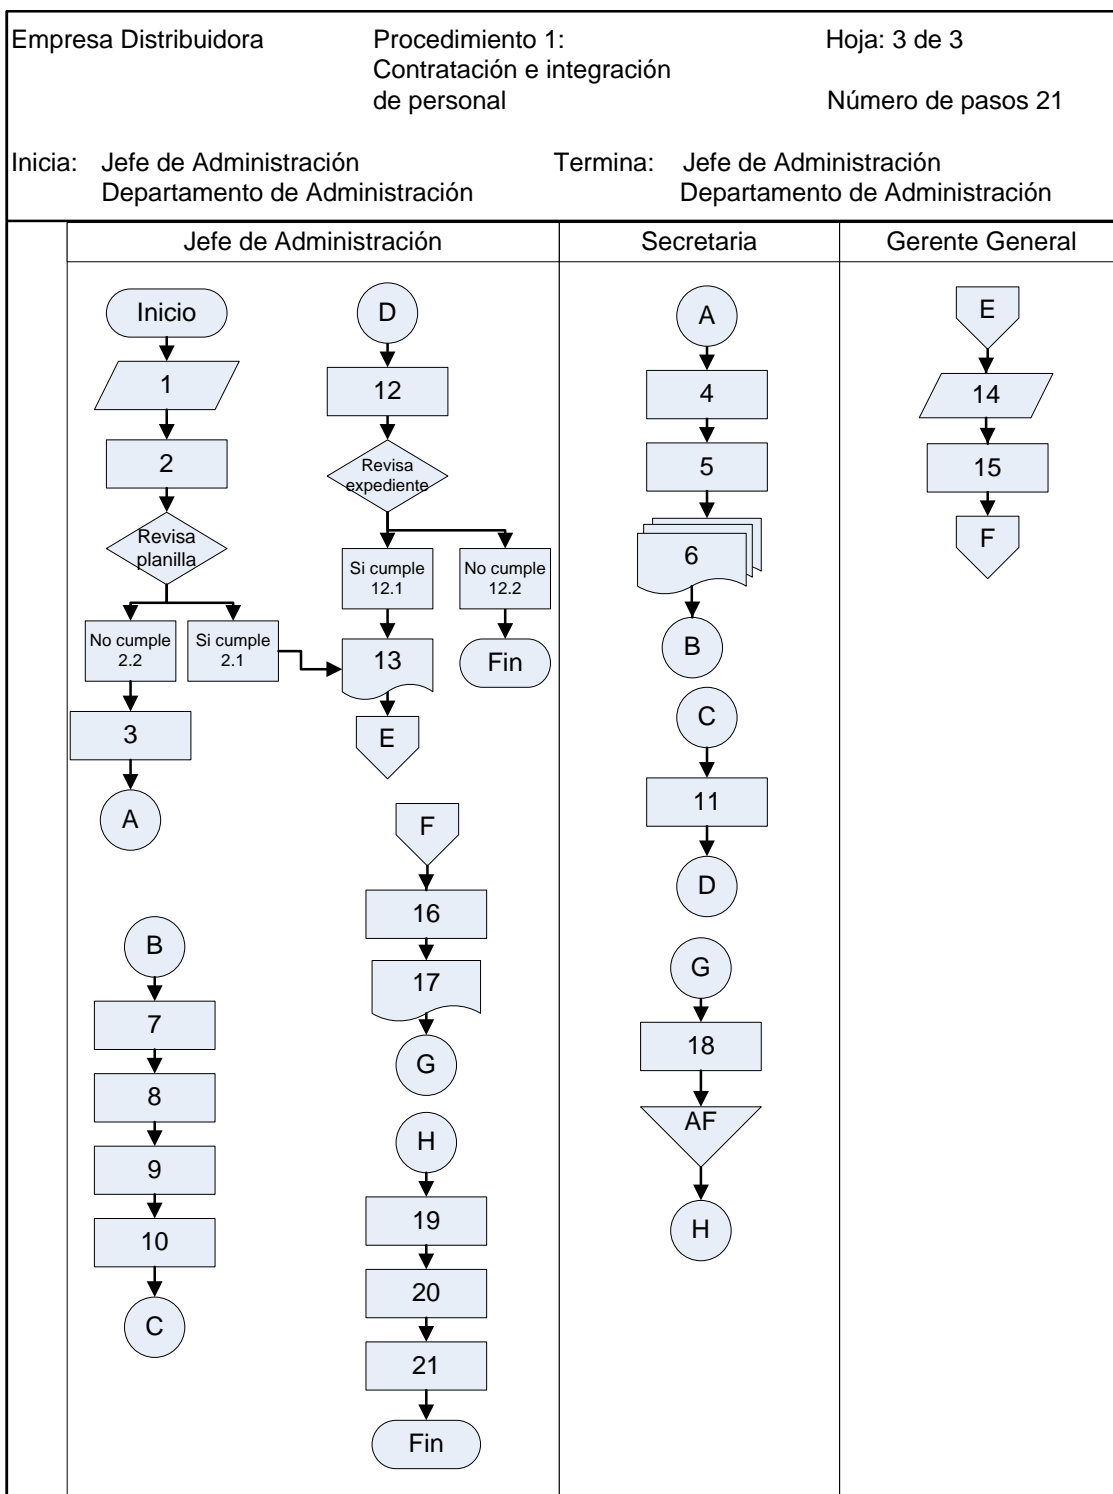 Empresa Distribuidora
Procedimiento 1:
Contratación e integración
de personal
Hoja: 3 de 3
Número de pasos 21
Inicia: Jefe de Administración
Departamento de Administración
Termina: Jefe de Administración
Departamento de Administración
Jefe de Administración
Inicio
1
2
Revisa
planilla
No cumple
2.2
Si cumple
2.1
3
A
B
7
8
9
10
C
D
12
Revisa
expediente
Si cumple
12.1
No cumple
12.2
13
Fin
E
F
16
17
G
H
19
20
21
Fin
Secretaria
A
4
5
6
B
C
11
D
G
18
AF
H
Gerente General
E
14
15
F